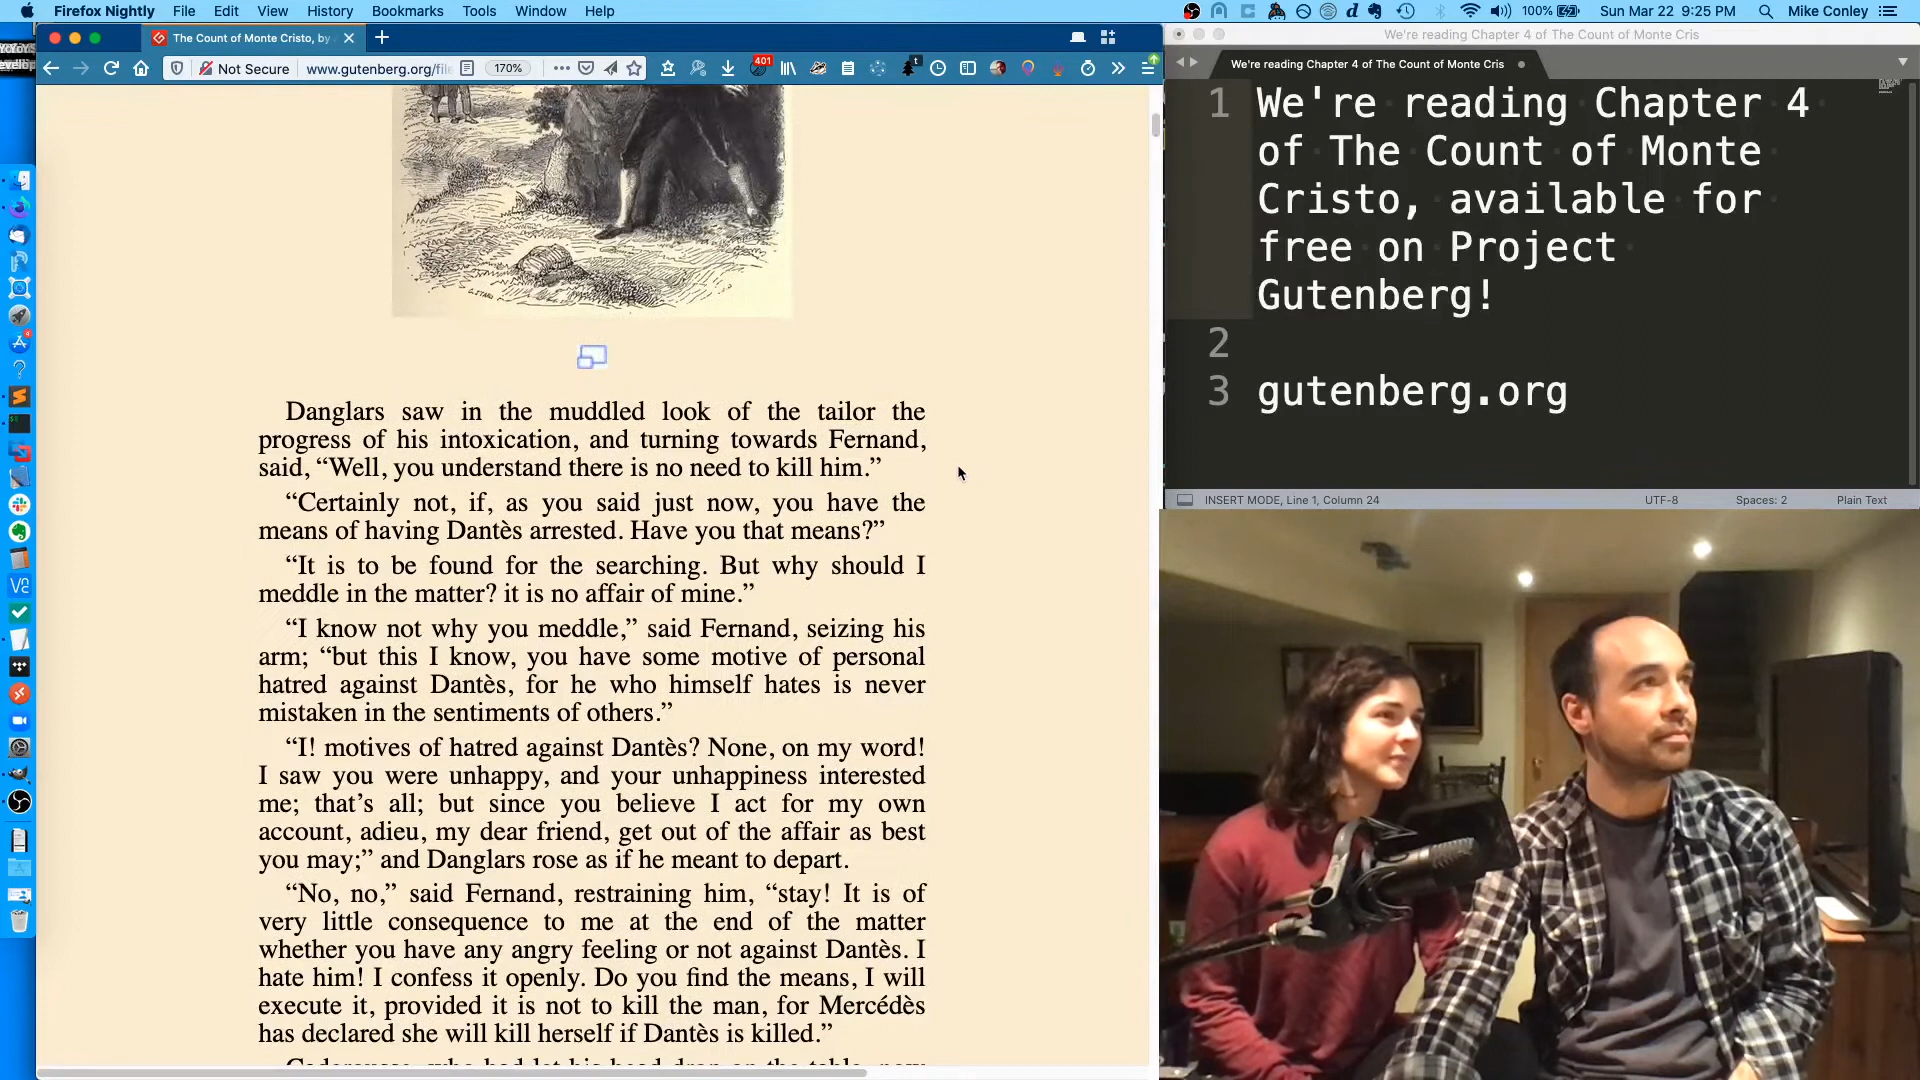 Firefox Nightly File Edit View History Bookmarks Tools Window Help
100% Sun Mar 22 9:25 PM Mike Conley
The Count of Monte Cristo, by
Not Secure www.gutenberg.org/file 170% 401
Danglars saw in the muddled look of the tailor the
progress of his intoxication, and turning towards Fernand,
said, “Well, you understand there is no need to kill him.”
“Certainly not, if, as you said just now, you have the
means of having Dantès arrested. Have you that means?”
“It is to be found for the searching. But why should I
meddle in the matter? it is no affair of mine.”
“I know not why you meddle,” said Fernand, seizing his
arm; “but this I know, you have some motive of personal
hatred against Dantès, for he who himself hates is never
mistaken in the sentiments of others.”
“I! motives of hatred against Dantès? None, on my word!
I saw you were unhappy, and your unhappiness interested
me; that’s all; but since you believe I act for my own
account, adieu, my dear friend, get out of the affair as best
you may;” and Danglars rose as if he meant to depart.
“No, no,” said Fernand, restraining him, “stay! It is of
very little consequence to me at the end of the matter
whether you have any angry feeling or not against Dantès. I
hate him! I confess it openly. Do you find the means, I will
execute it, provided it is not to kill the man, for Mercédès
has declared she will kill herself if Dantès is killed.”
Caderousse, who had let his head drop on the table, now
We're reading Chapter 4 of The Count of Monte Cris
We're reading Chapter 4 of The Count of Monte Cris
1 We're reading Chapter 4
of The Count of Monte
Cristo, available for
free on Project
Gutenberg!
2
3 gutenberg.org
INSERT MODE, Line 1, Column 24 UTF-8 Spaces: 2 Plain Text